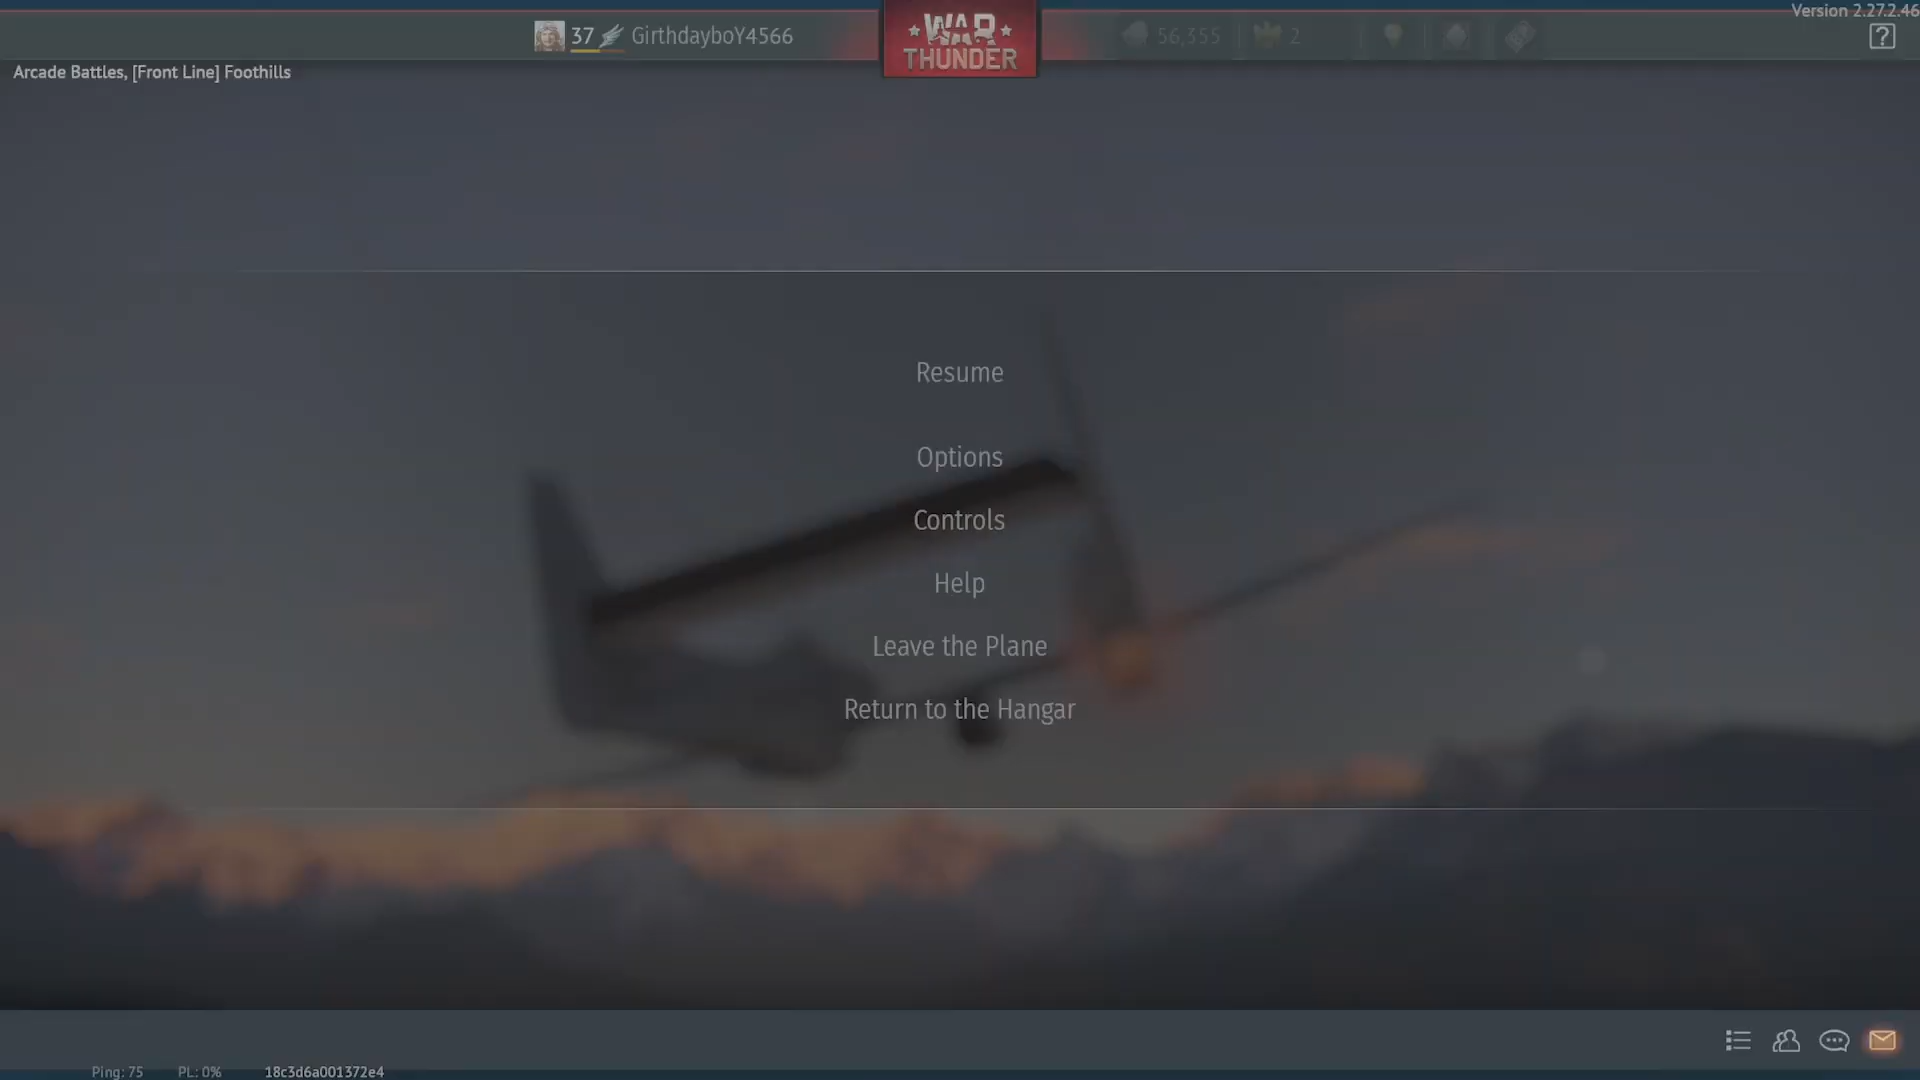 Version 2.27.2.46
37 GirthdayboY4566
WAR
THUNDER
56,355
2
Arcade Battles, [Front Line] Foothills
Resume
Options
Controls
Help
Leave the Plane
Return to the Hangar
Ping: 75 PL: 0% 18c3d6a001372e4